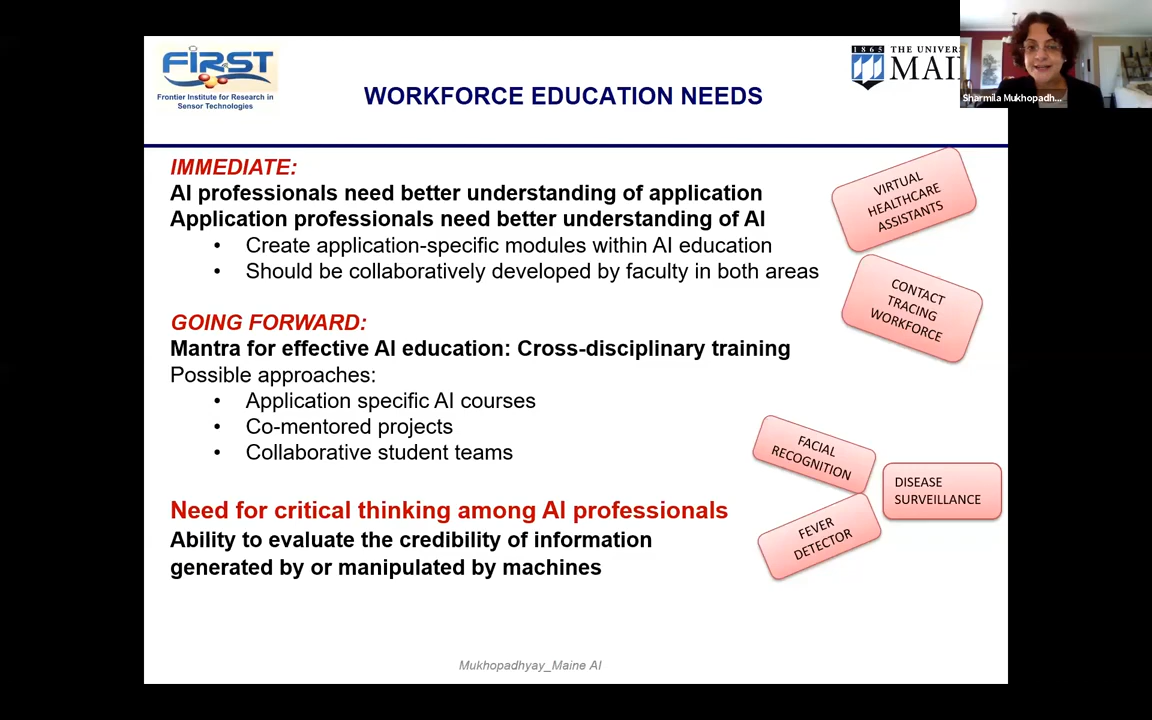 FIRST
Frontier Institute for Research in
Sensor Technologies
WORKFORCE EDUCATION NEEDS
1865 THE UNIVER
MAI
Sharmila Mukhopadh...
IMMEDIATE:
AI professionals need better understanding of application
Application professionals need better understanding of AI
• Create application-specific modules within AI education
• Should be collaboratively developed by faculty in both areas
VIRTUAL
HEALTHCARE
ASSISTANTS
CONTACT
TRACING
WORKFORCE
GOING FORWARD:
Mantra for effective AI education: Cross-disciplinary training
Possible approaches:
• Application specific AI courses
• Co-mentored projects
• Collaborative student teams
FACIAL
RECOGNITION
DISEASE
SURVEILLANCE
FEVER
DETECTOR
Need for critical thinking among AI professionals
Ability to evaluate the credibility of information
generated by or manipulated by machines
Mukhopadhyay_Maine AI